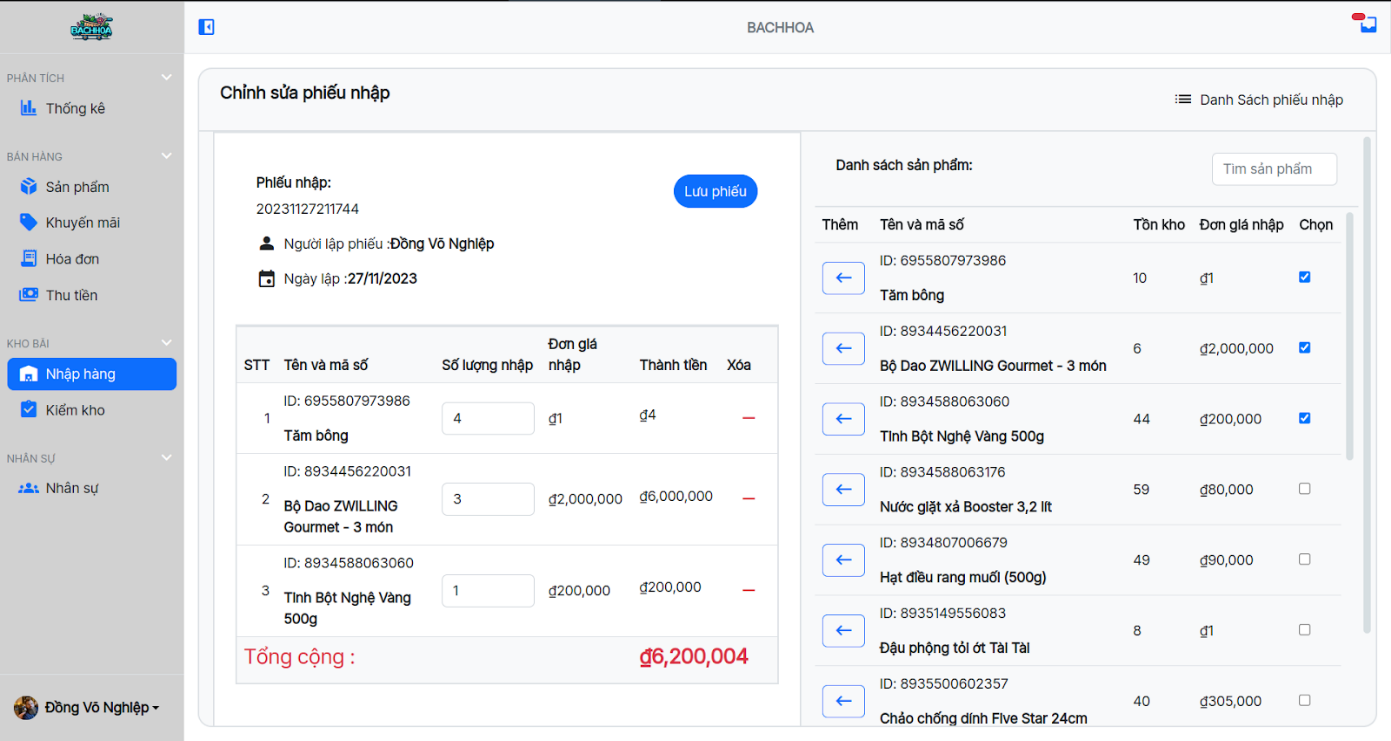 BACHHOA
BACHHOA
PHÂN TÍCH
Thống kê
BÁN HÀNG
Sản phẩm
Khuyến mãi
Hóa đơn
Thu tiền
KHO BÃI
Nhập hàng
Kiểm kho
NHÂN SỰ
Nhân sự
Đồng Võ Nghiệp
Chỉnh sửa phiếu nhập
Danh Sách phiếu nhập
Phiếu nhập:
20231127211744
Lưu phiếu
Người lập phiếu :Đồng Võ Nghiệp
Ngày lập :27/11/2023
STT Tên và mã số Số lượng nhập Đơn giá nhập Thành tiền Xóa
ID: 6955807973986
1 Tăm bông 4 ₫1 ₫4
ID: 8934456220031
2 Bộ Dao ZWILLING 3 ₫2,000,000 ₫6,000,000
Gourmet - 3 món
ID: 8934588063060
3 Tinh Bột Nghệ Vàng 1 ₫200,000 ₫200,000
500g
Tổng cộng : ₫6,200,004
Danh sách sản phẩm:
Tìm sản phẩm
Thêm Tên và mã số Tồn kho Đơn giá nhập Chọn
ID: 6955807973986
Tăm bông 10 ₫1
ID: 8934456220031
Bộ Dao ZWILLING Gourmet - 3 món 6 ₫2,000,000
ID: 8934588063060
Tinh Bột Nghệ Vàng 500g 44 ₫200,000
ID: 8934588063176
Nước giặt xả Booster 3,2 lít 59 ₫80,000
ID: 8934807006679
Hạt điều rang muối (500g) 49 ₫90,000
ID: 8935149556083
Đậu phộng tỏi ớt Tài Tài 8 ₫1
ID: 8935500602357
Chảo chống dính Five Star 24cm 40 ₫305,000